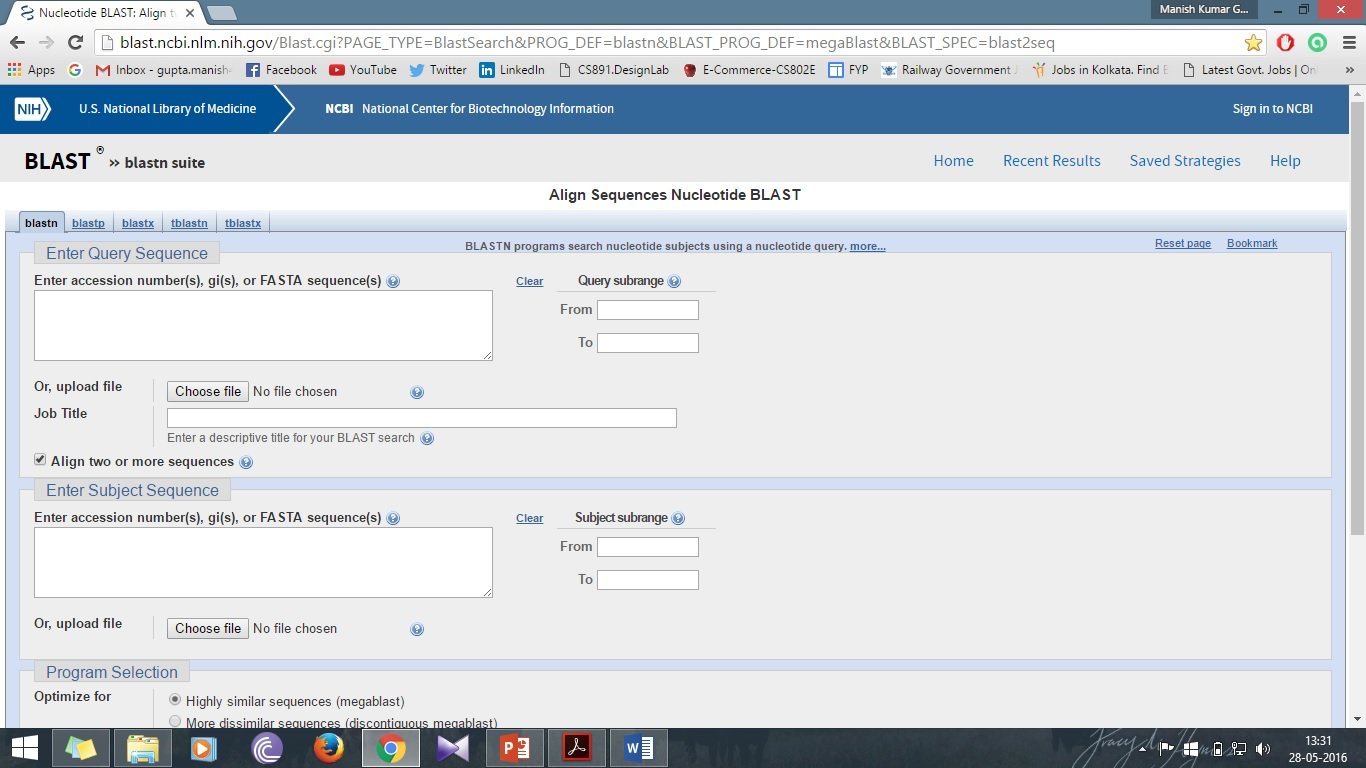 Nucleotide BLAST: Align t
Manish Kumar G...
blast.ncbi.nlm.nih.gov/Blast.cgi?PAGE_TYPE=BlastSearch&PROG_DEF=blastn&BLAST_PROG_DEF=megaBlast&BLAST_SPEC=blast2seq
Apps Inbox - gupta.manish Facebook YouTube Twitter LinkedIn CS891.DesignLab E-Commerce-CS802E FYP Railway Government Jobs in Kolkata. Find Latest Govt. Jobs | On »
NIH U.S. National Library of Medicine NCBI National Center for Biotechnology Information Sign in to NCBI
BLAST ® » blastn suite Home Recent Results Saved Strategies Help
Align Sequences Nucleotide BLAST
blastn blastp blastx tblastn tblastx
Enter Query Sequence BLASTN programs search nucleotide subjects using a nucleotide query. more... Reset page Bookmark
Enter accession number(s), gi(s), or FASTA sequence(s) Clear Query subrange
From
To
Or, upload file Choose file No file chosen
Job Title
Enter a descriptive title for your BLAST search
Align two or more sequences
Enter Subject Sequence
Enter accession number(s), gi(s), or FASTA sequence(s) Clear Subject subrange
From
To
Or, upload file Choose file No file chosen
Program Selection
Optimize for Highly similar sequences (megablast)
More dissimilar sequences (discontiguous megablast)
13:31
28-05-2016